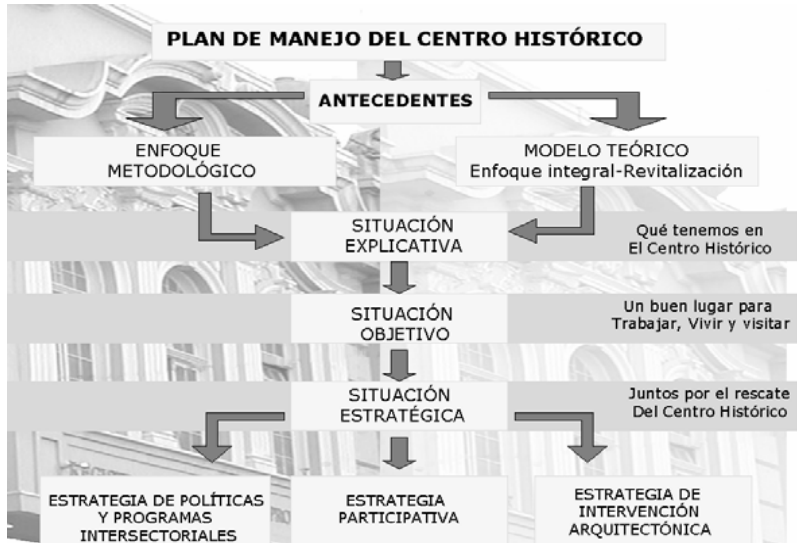 PLAN DE MANEJO DEL CENTRO HISTÓRICO
ANTECEDENTES
ENFOQUE
METODOLÓGICO
MODELO TEÓRICO
Enfoque integral-Revitalización
SITUACIÓN
EXPLICATIVA
Qué tenemos en
El Centro Histórico
SITUACIÓN
OBJETIVO
Un buen lugar para
Trabajar, Vivir y visitar
SITUACIÓN
ESTRATÉGICA
Juntos por el rescate
Del Centro Histórico
ESTRATEGIA DE POLÍTICAS
Y PROGRAMAS
INTERSECTORIALES
ESTRATEGIA
PARTICIPATIVA
ESTRATEGIA DE
INTERVENCIÓN
ARQUITECTÓNICA